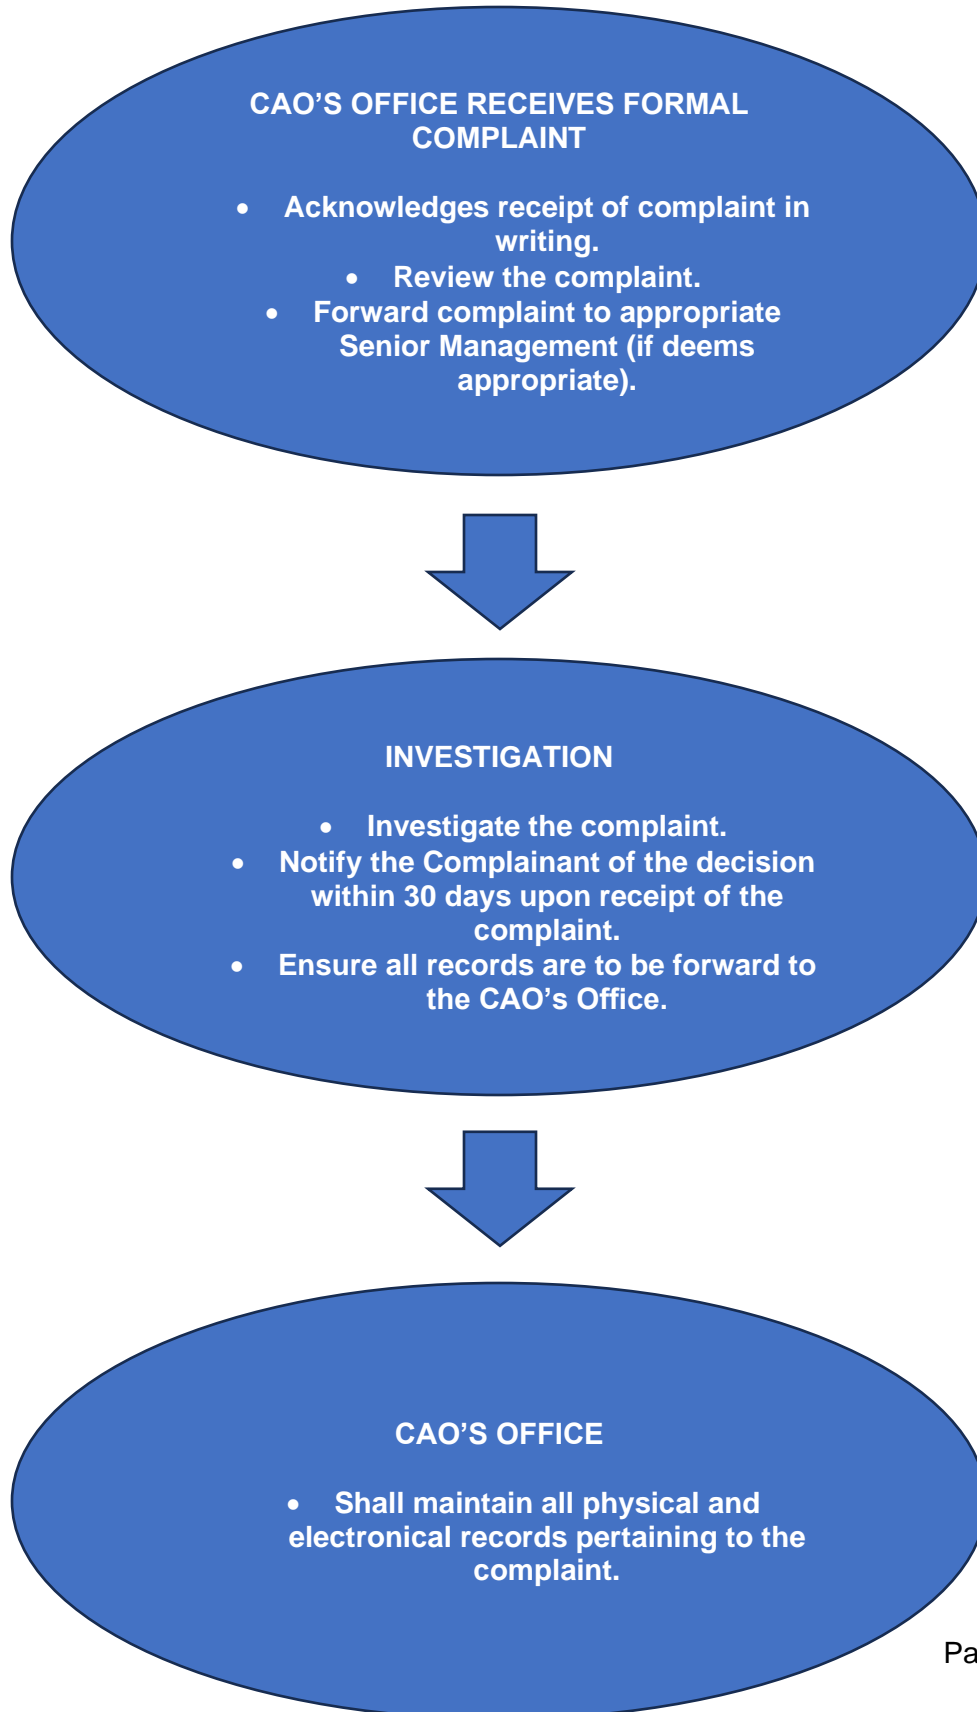 CAO’S OFFICE RECEIVES FORMAL
COMPLAINT
• Acknowledges receipt of complaint in
writing.
• Review the complaint.
• Forward complaint to appropriate
Senior Management (if deems
appropriate).
INVESTIGATION
• Investigate the complaint.
• Notify the Complainant of the decision
within 30 days upon receipt of the
complaint.
• Ensure all records are to be forward to
the CAO’s Office.
CAO’S OFFICE
• Shall maintain all physical and
electronical records pertaining to the
complaint.
Pa